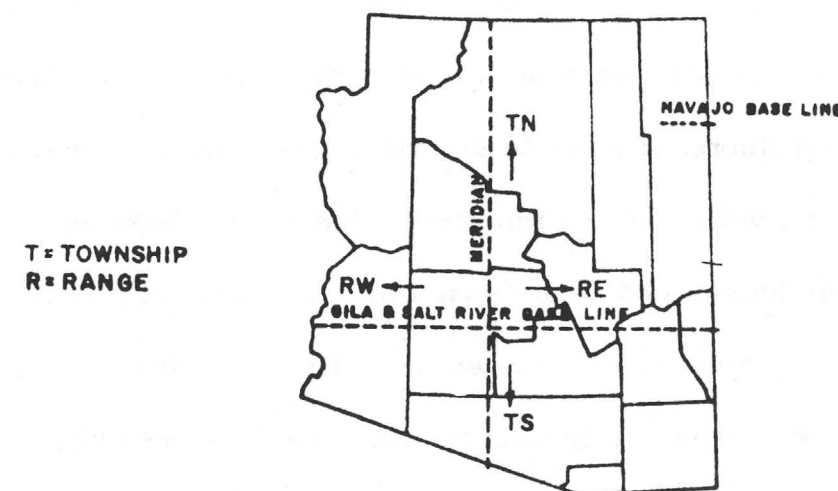 NAVAJO BASE LINE
TN
MERIDIAN
T = TOWNSHIP
R = RANGE
RW
RE
GILA & SALT RIVER BASE LINE
TS